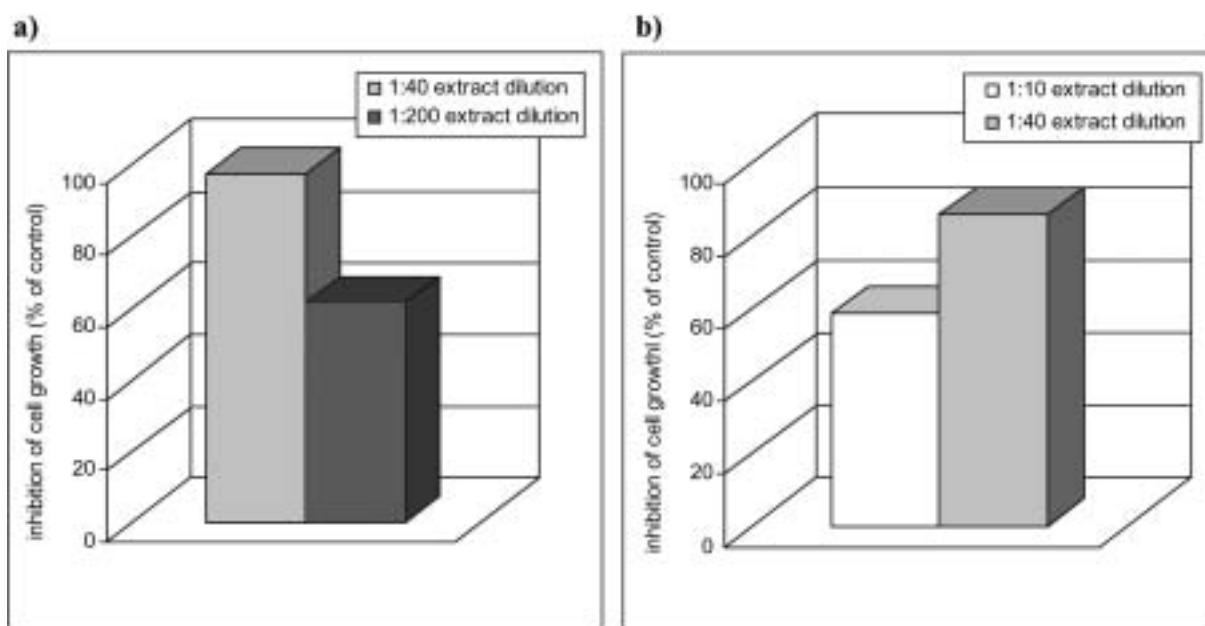 a)
1:40 extract dilution
1:200 extract dilution
inhibition of cell growth (% of control)
100
80
60
40
20
0
b)
1:10 extract dilution
1:40 extract dilution
inhibition of cell growthl (% of control)
100
80
60
40
20
0